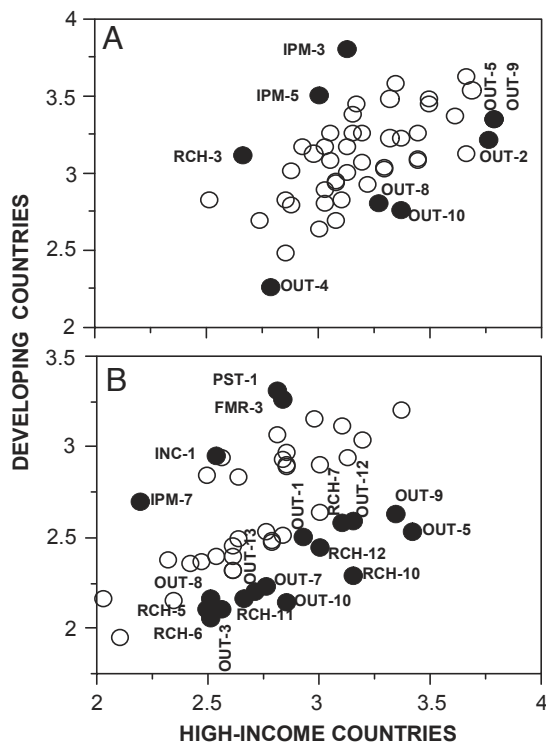 A
4
3.5
3
2.5
2
IPM-3
IPM-5
RCH-3
OUT-5
OUT-9
OUT-2
OUT-8
OUT-10
OUT-4
DEVELOPING COUNTRIES
B
3.5
3
2.5
2
PST-1
FMR-3
INC-1
IPM-7
OUT-1
RCH-7
OUT-12
OUT-9
OUT-5
OUT-13
RCH-12
RCH-10
OUT-8
OUT-7
RCH-5
RCH-11
OUT-10
RCH-6
OUT-3
2 2.5 3 3.5 4
HIGH-INCOME COUNTRIES